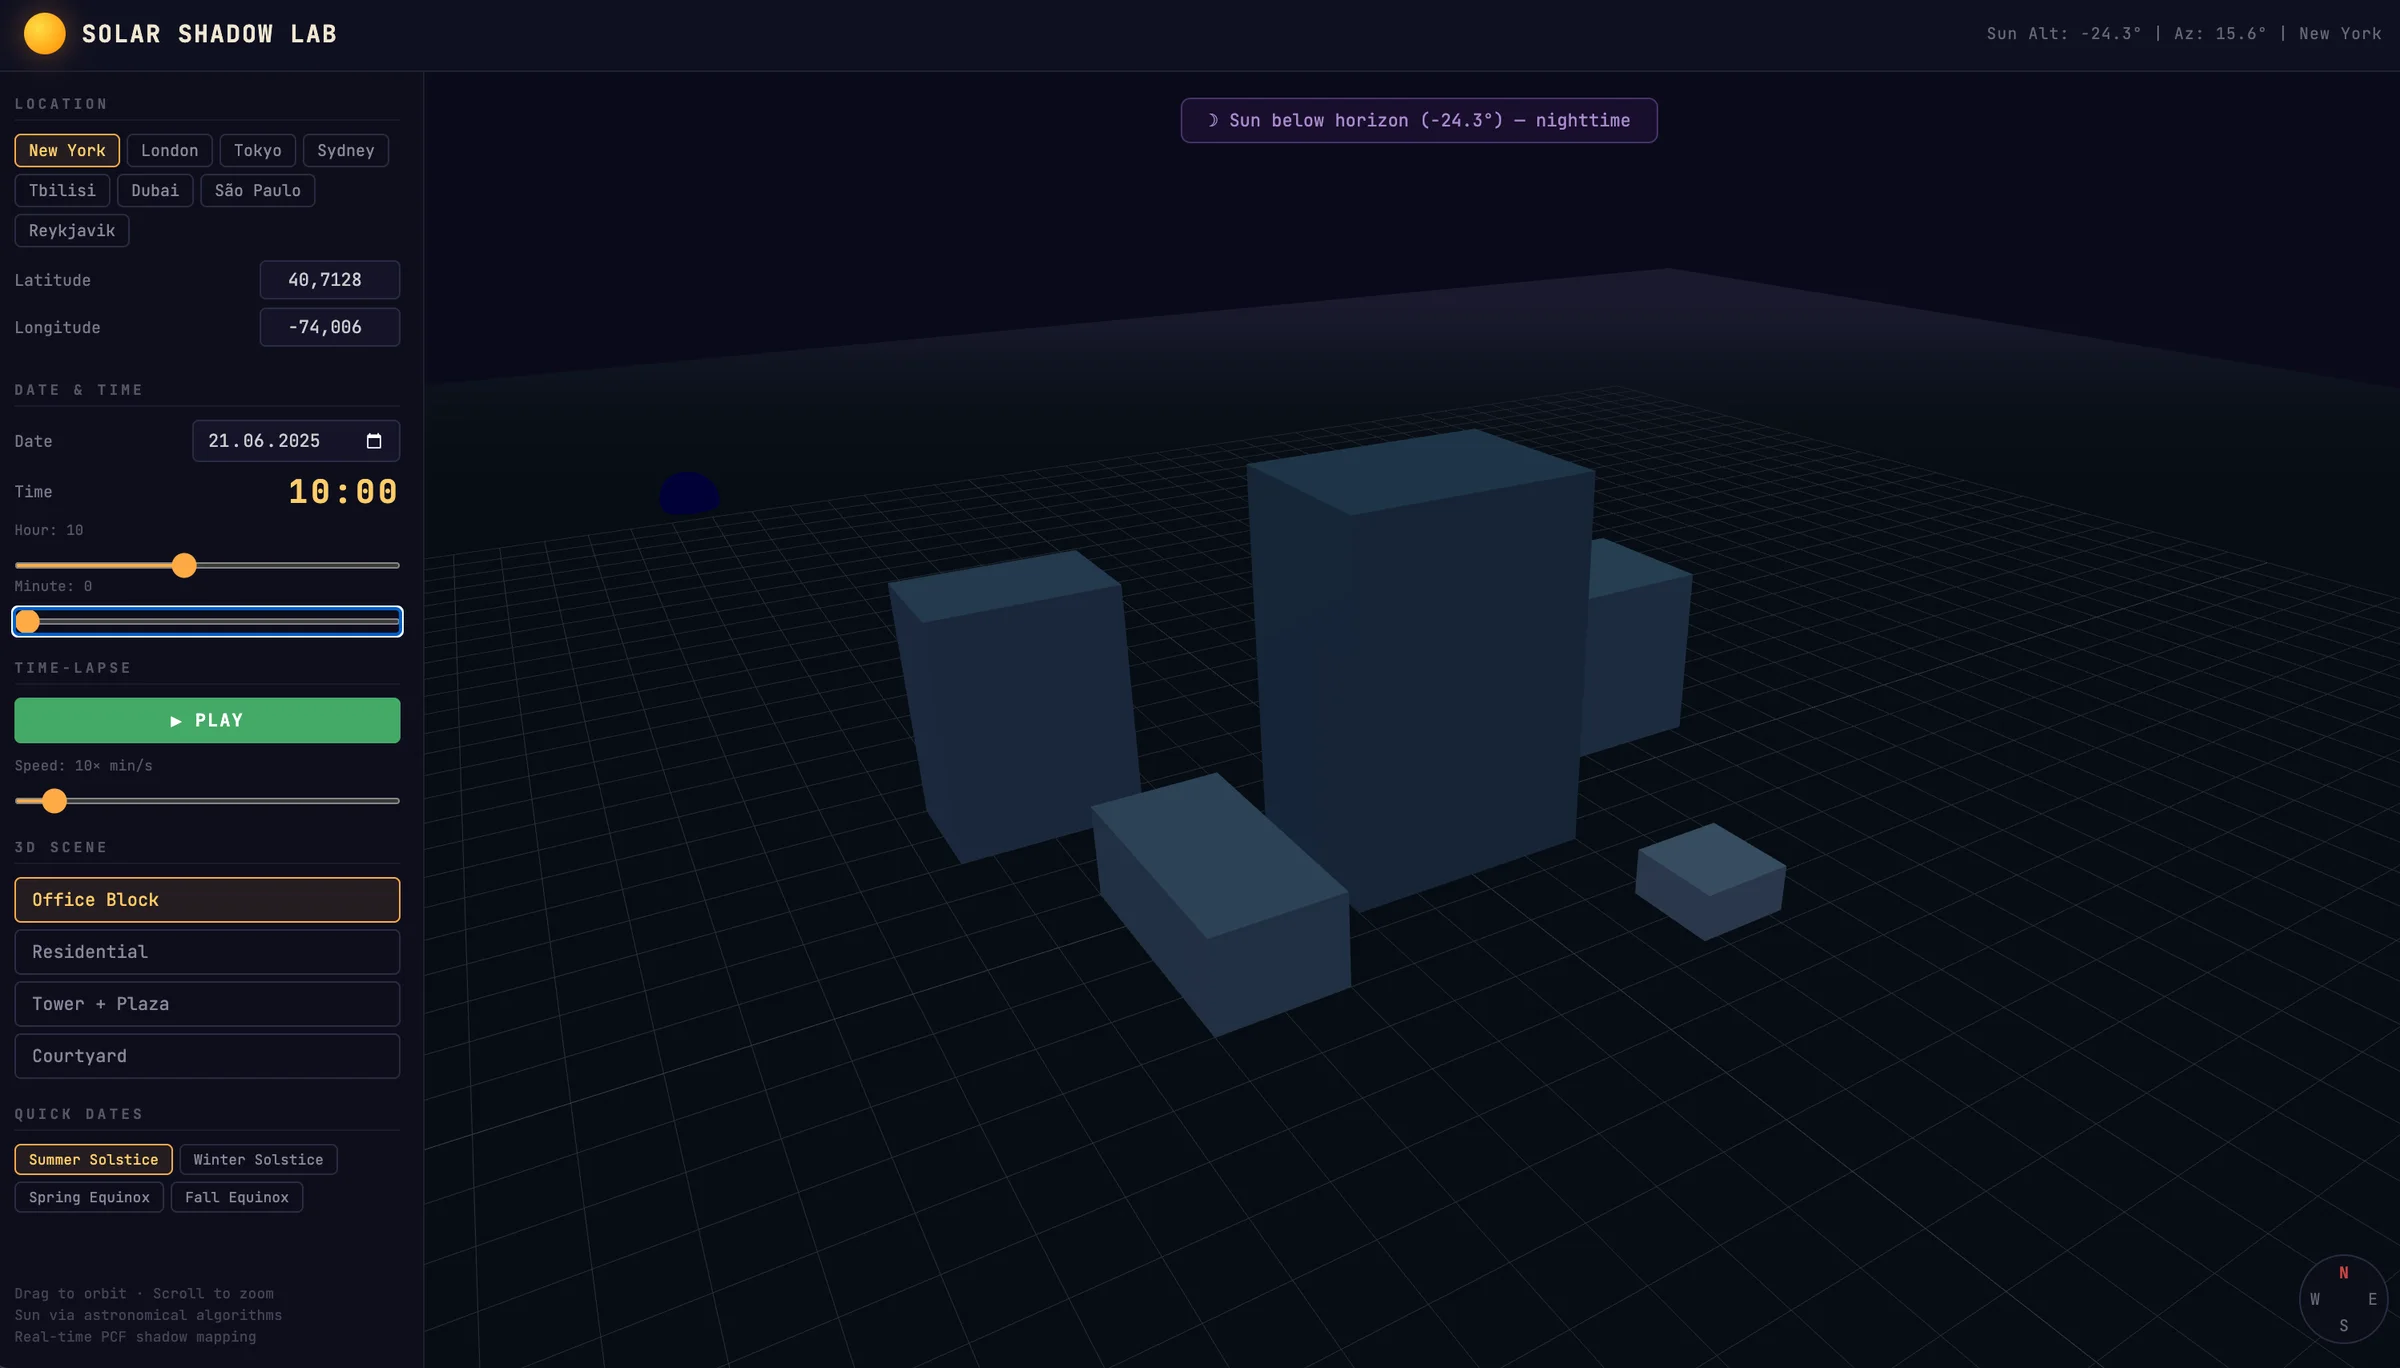 SOLAR SHADOW LAB
Sun Alt: -24.3° | Az: 15.6° | New York
LOCATION
New York London Tokyo Sydney
Tbilisi Dubai São Paulo
Reykjavik
Latitude 40,7128
Longitude -74,006
DATE & TIME
Date 21.06.2025
Time 10:00
Hour: 10
Minute: 0
TIME-LAPSE
▶ PLAY
Speed: 10× min/s
3D SCENE
Office Block
Residential
Tower + Plaza
Courtyard
QUICK DATES
Summer Solstice Winter Solstice
Spring Equinox Fall Equinox
Drag to orbit · Scroll to zoom
Sun via astronomical algorithms
Real-time PCF shadow mapping
☽ Sun below horizon (-24.3°) — nighttime
N
W E
S